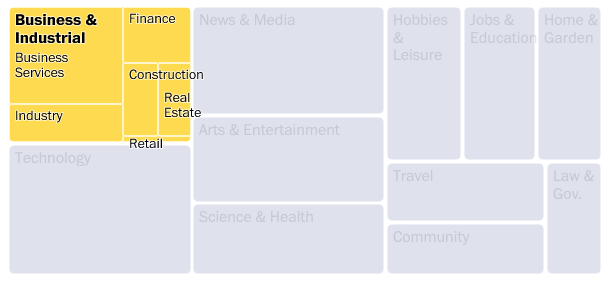 Business &
Industrial
Business
Services
Industry
Finance
Construction
Real
Estate
Retail
Technology
News & Media
Arts & Entertainment
Science & Health
Hobbies
&
Leisure
Jobs &
Education
Home &
Garden
Travel
Community
Law &
Gov.